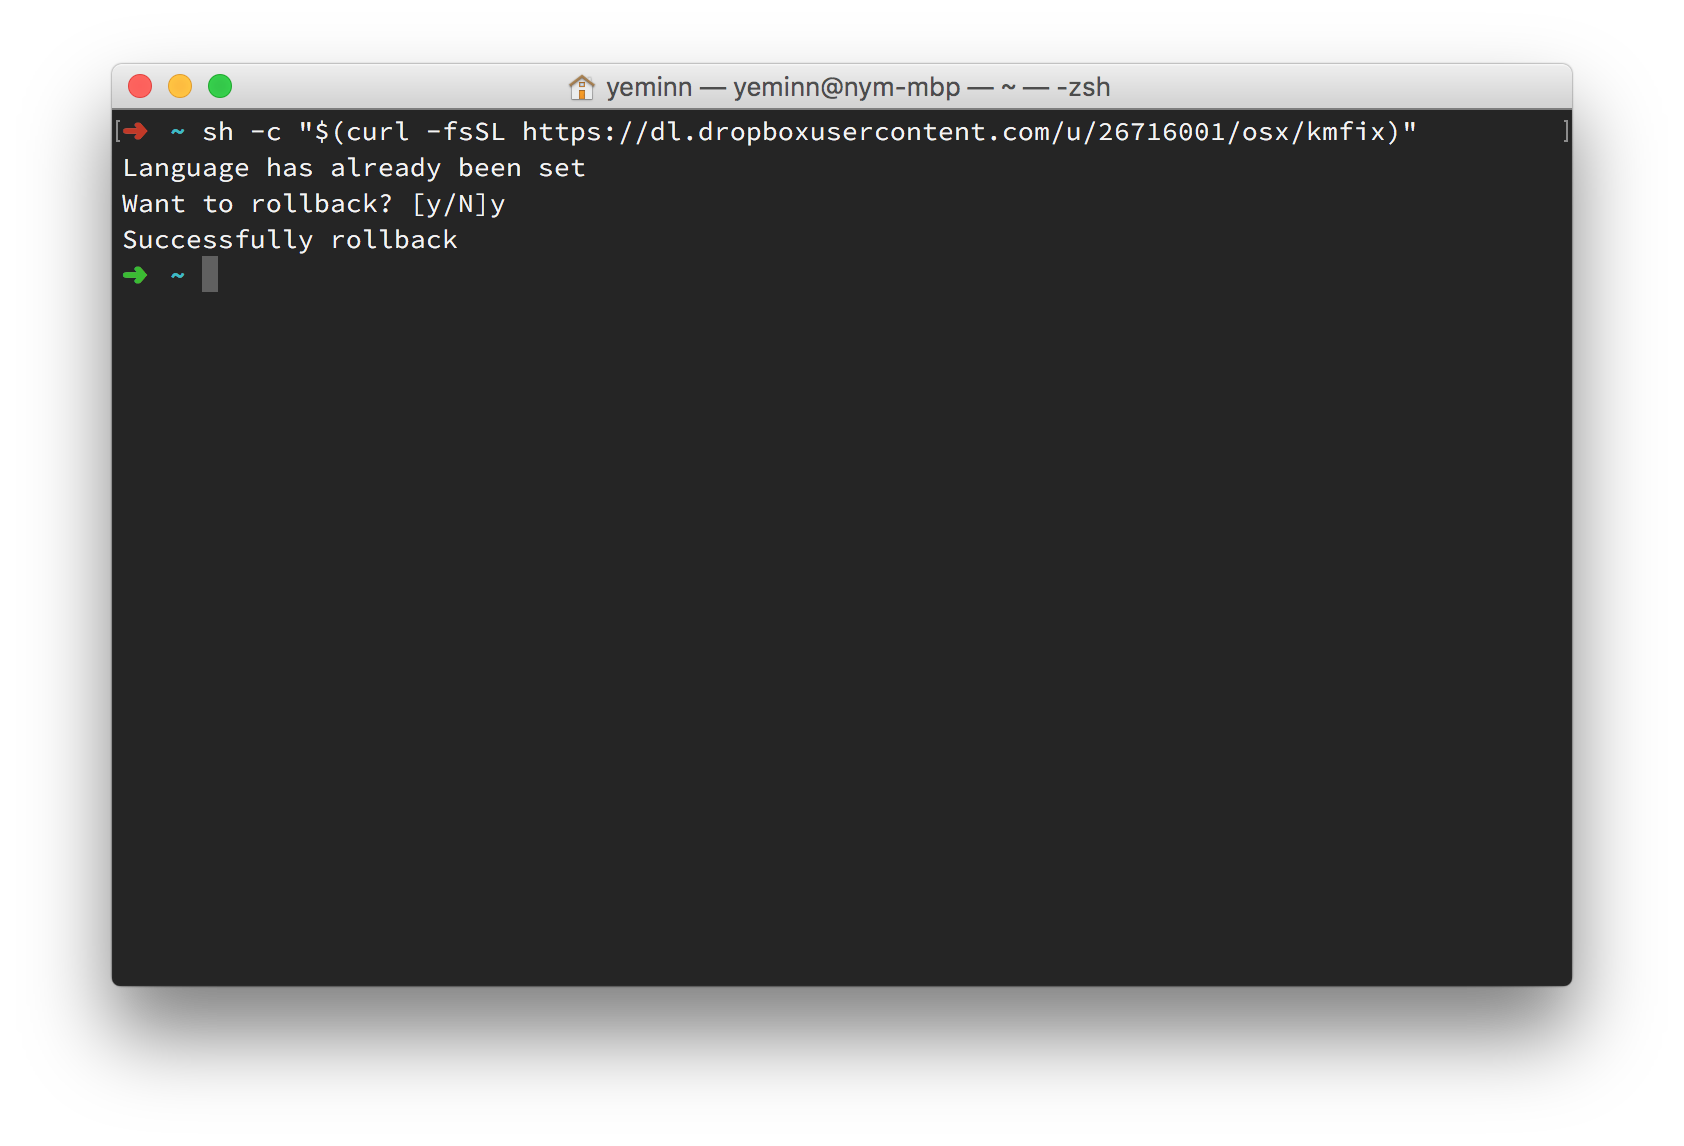 yeminn — yeminn@nym-mbp — ~ — -zsh
[➜ ~ sh -c "$(curl -fsSL https://dl.dropboxusercontent.com/u/26716001/osx/kmfix)" ]
Language has already been set
Want to rollback? [y/N]y
Successfully rollback
➜ ~